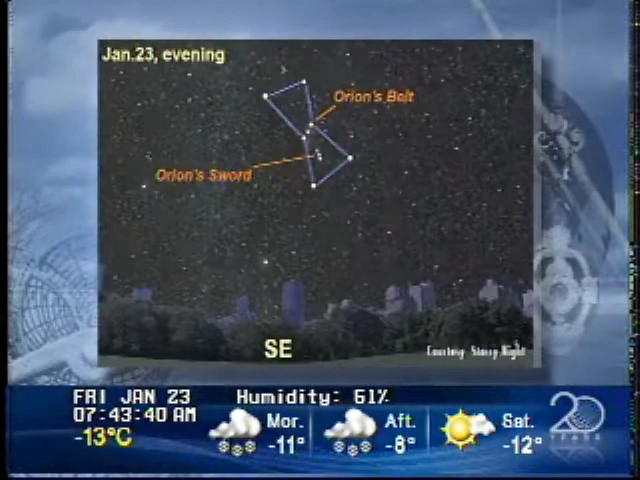 Jan.23, evening
Orion's Belt
Orion's Sword
SE
Courtesy Starry Night
FRI JAN 23
Humidity: 61%
07:43:40 AM
-13°C
Mor.
-11°
Aft.
-8°
Sat.
-12°
20
YEARS